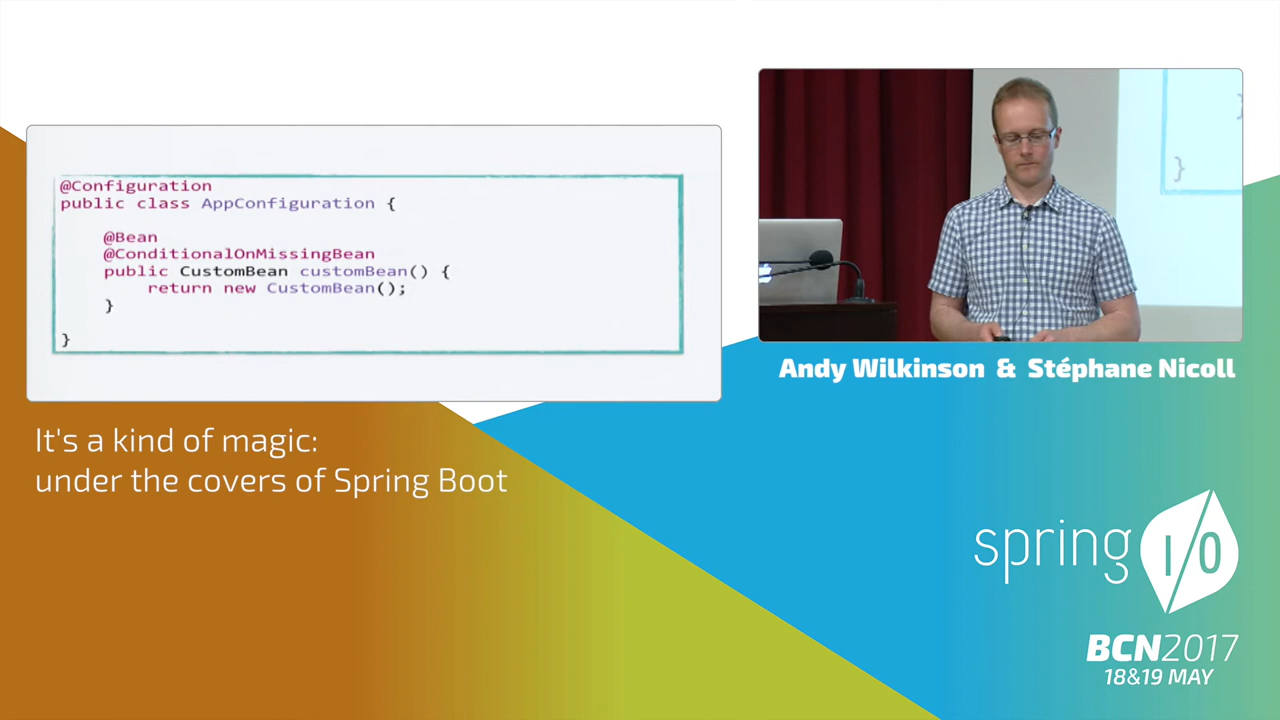 @Configuration
public class AppConfiguration {
@Bean
@ConditionalOnMissingBean
public CustomBean customBean() {
return new CustomBean();
}
}
}
}
Andy Wilkinson & Stéphane Nicoll
It's a kind of magic:
under the covers of Spring Boot
spring I/O
BCN2017
18&19 MAY